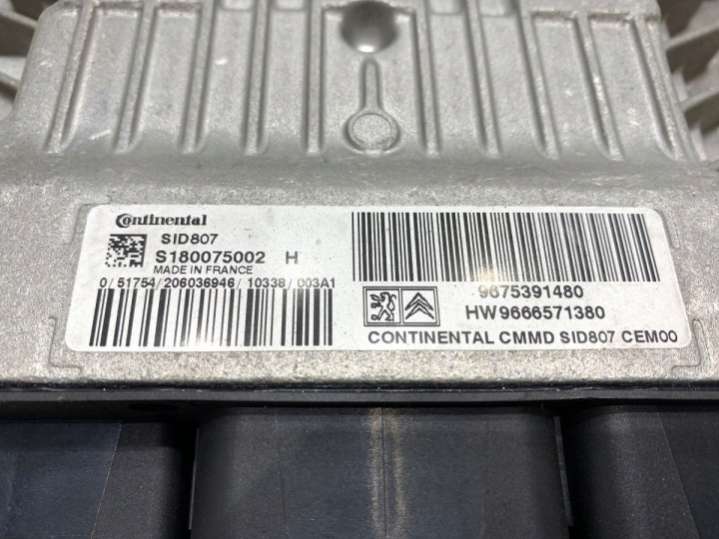 Continental
SID807
S180075002 H
MADE IN FRANCE
0/51754/206036946/10338/003A1
9675391480
HW9666571380
CONTINENTAL CMMD SID807 CEM00